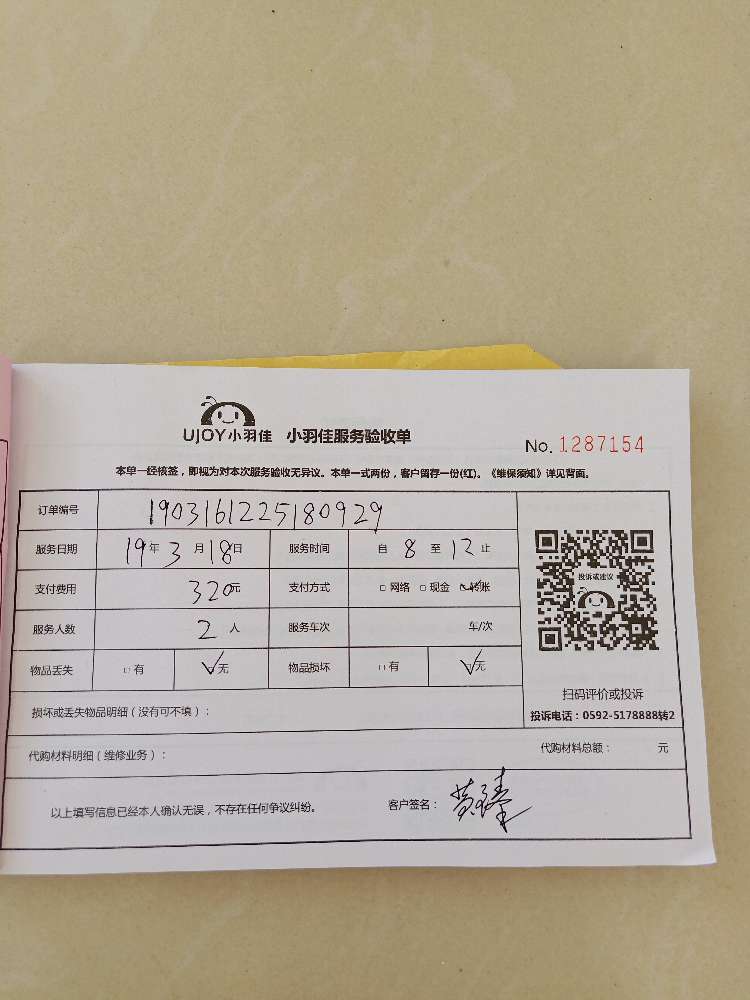 UJOY小羽佳 小羽佳服务验收单
No. 1287154
本单一经核签，即视为对本次服务验收无异议。本单一式两份，客户留存一份(红)。《维保须知》详见背面。
订单编号 1903161225180929
服务日期 19年3月18日 服务时间 自 8 至 12 止
支付费用 320元 支付方式 □网络 □现金 ☑转账
投诉或建议
服务人数 2人 服务车次 车/次
物品丢失 □有 ☑无 物品损坏 □有 ☑无
扫码评价或投诉
投诉电话：0592-5178888转2
损坏或丢失物品明细（没有可不填）：
代购材料明细（维修业务）： 代购材料总额： 元
以上填写信息已经本人确认无误，不存在任何争议纠纷。 客户签名：黄